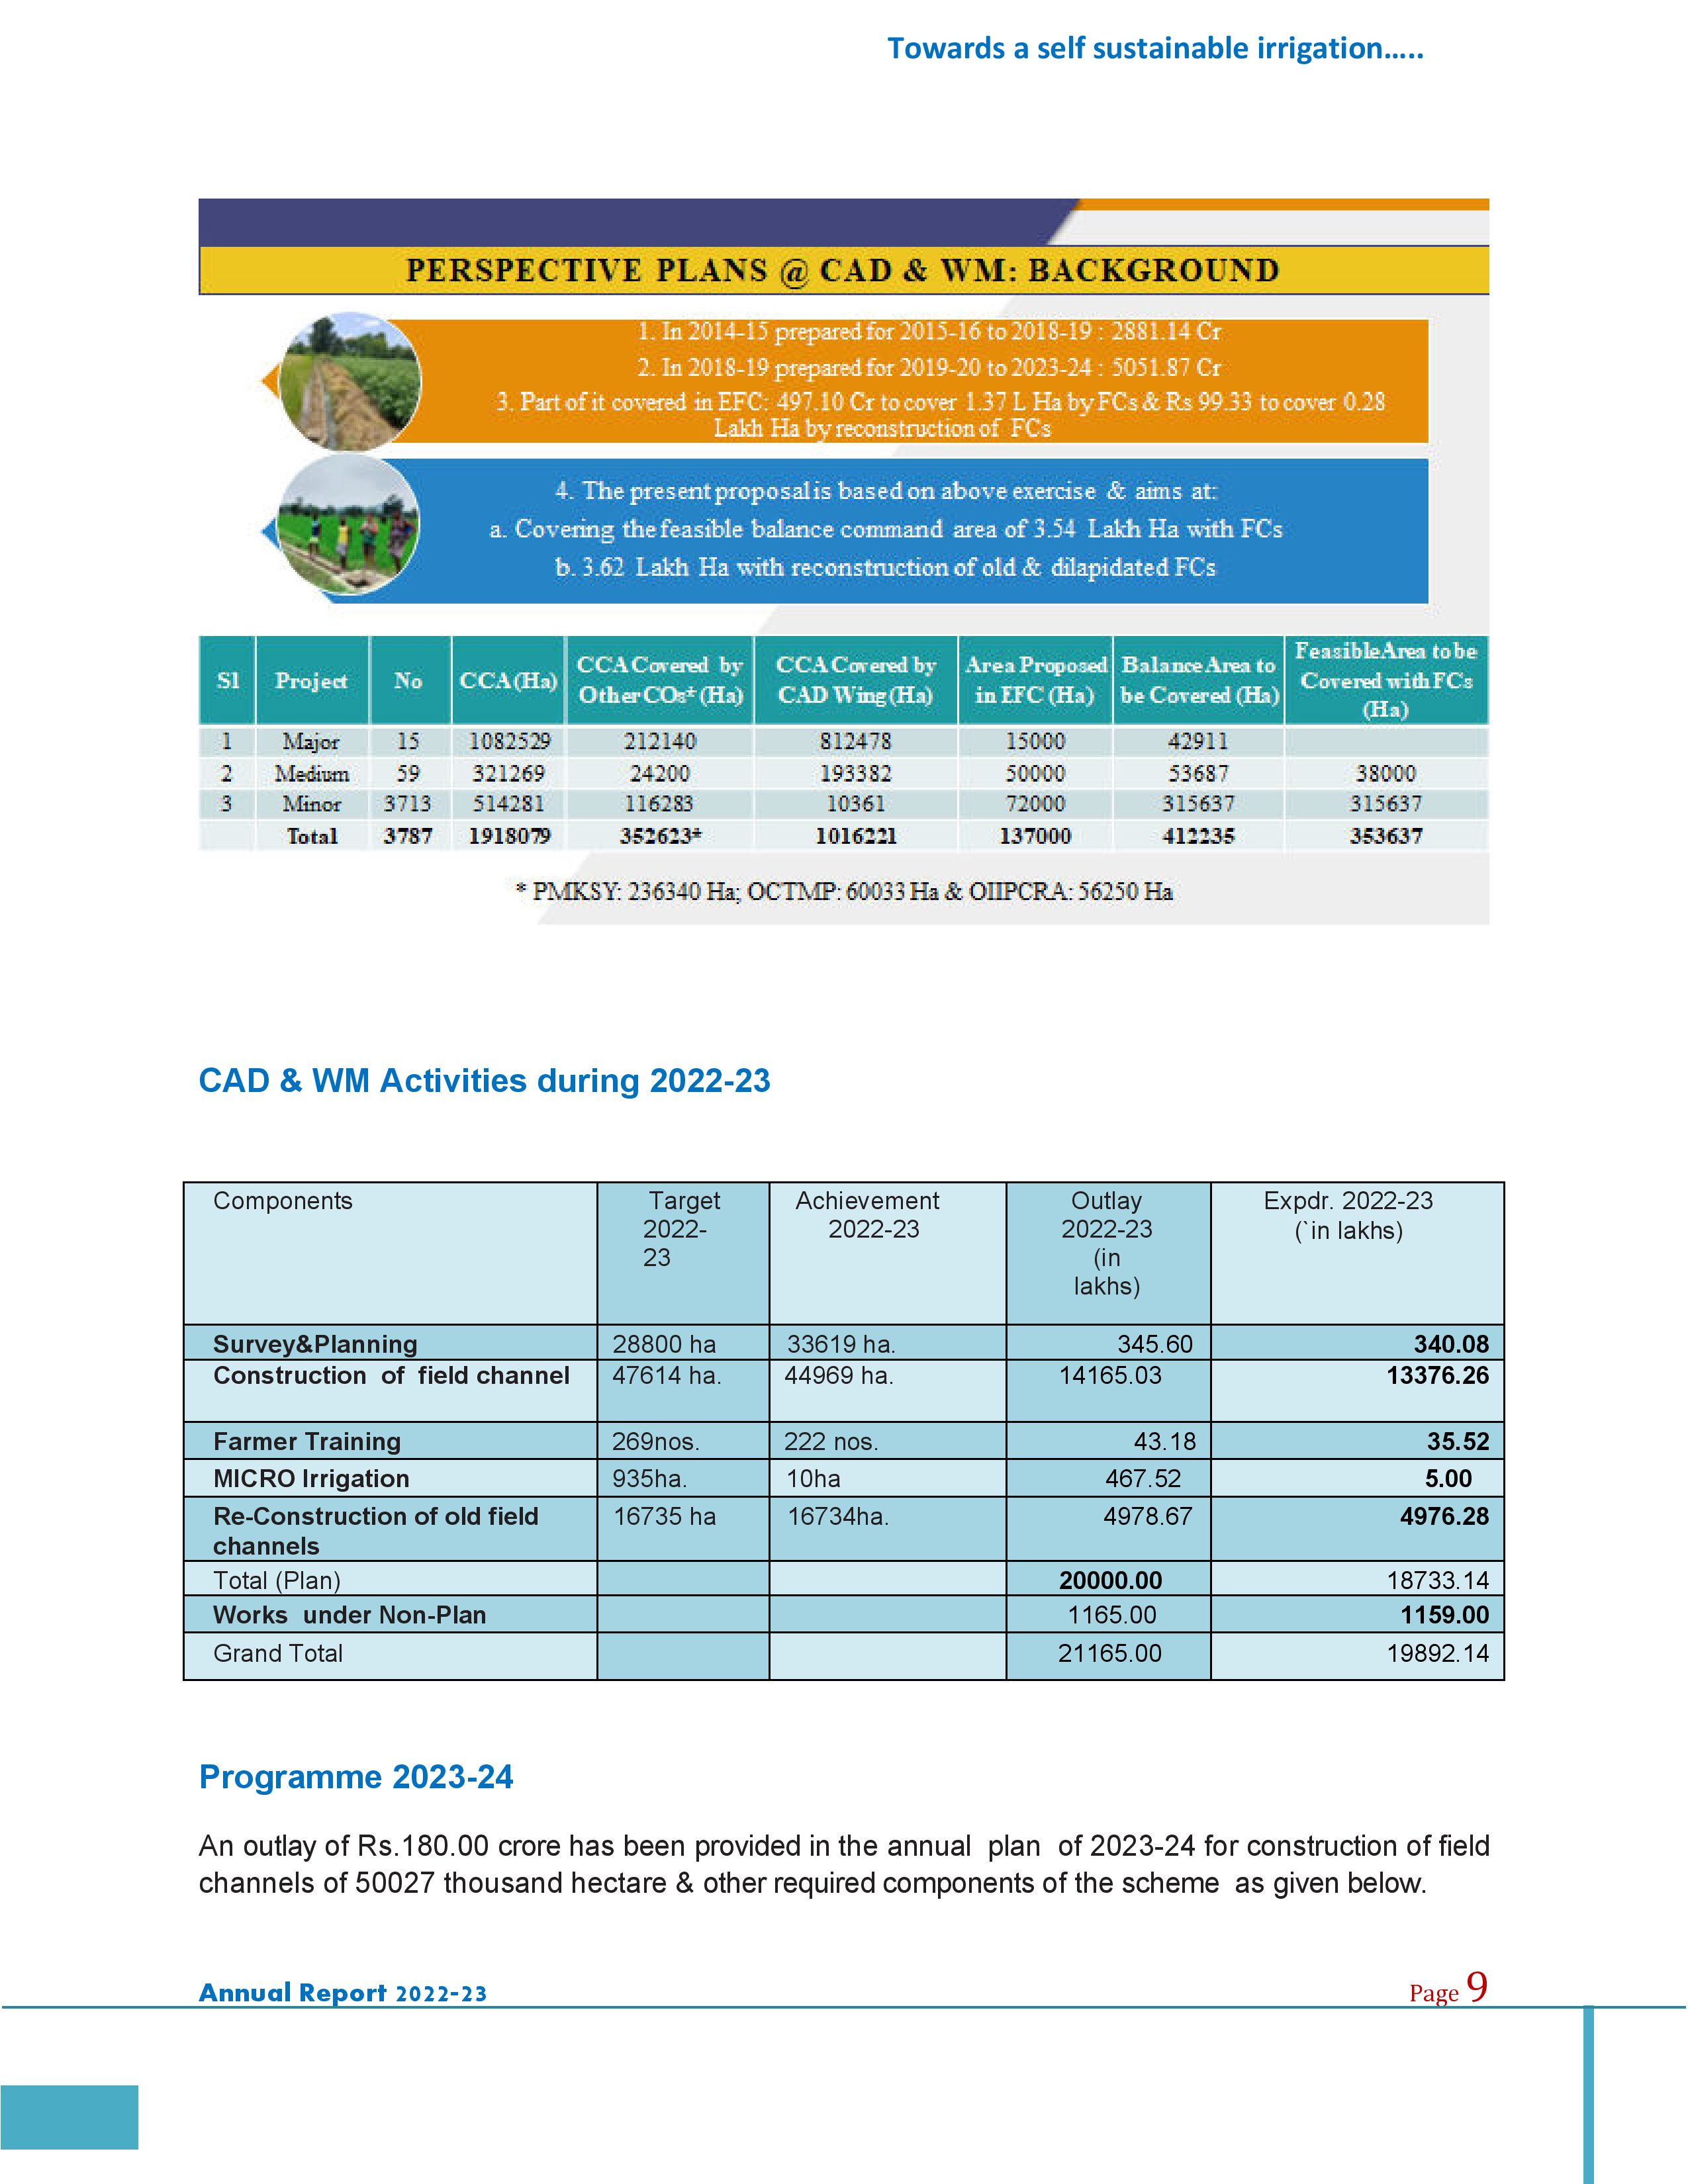 Towards a self sustainable irrigation.....
PERSPECTIVE PLANS @ CAD & WM: BACKGROUND
1. In 2014-15 prepared for 2015-16 to 2018-19 : 2881.14 Cr
2. In 2018-19 prepared for 2019-20 to 2023-24 : 5051.87 Cr
3. Part of it covered in EFC: 497.10 Cr to cover 1.37 L Ha by FCs & Rs 99.33 to cover 0.28
Lakh Ha by reconstruction of FCs
4. The present proposal is based on above exercise & aims at:
a. Covering the feasible balance command area of 3.54 Lakh Ha with FCs
b. 3.62 Lakh Ha with reconstruction of old & dilapidated FCs
Sl Project No CCA (Ha) CCA Covered by Other COs* (Ha) CCA Covered by CAD Wing (Ha) Area Proposed in EFC (Ha) Balance Area to be Covered (Ha) Feasible Area to be Covered with FCs (Ha)
1 Major 15 1082529 212140 812478 15000 42911
2 Medium 59 321269 24200 193382 50000 53687 38000
3 Minor 3713 514281 116283 10361 72000 315637 315637
Total 3787 1918079 352623* 1016221 137000 412235 353637
* PMKSY: 236340 Ha; OCTMP: 60033 Ha & OIIPCRA: 56250 Ha
CAD & WM Activities during 2022-23
Components Target 2022-23 Achievement 2022-23 Outlay 2022-23 (in lakhs) Expdr. 2022-23 (`in lakhs)
Survey&Planning 28800 ha 33619 ha. 345.60 340.08
Construction of field channel 47614 ha. 44969 ha. 14165.03 13376.26
Farmer Training 269nos. 222 nos. 43.18 35.52
MICRO Irrigation 935ha. 10ha 467.52 5.00
Re-Construction of old field channels 16735 ha 16734ha. 4978.67 4976.28
Total (Plan) 20000.00 18733.14
Works under Non-Plan 1165.00 1159.00
Grand Total 21165.00 19892.14
Programme 2023-24
An outlay of Rs.180.00 crore has been provided in the annual plan of 2023-24 for construction of field
channels of 50027 thousand hectare & other required components of the scheme as given below.
Annual Report 2022-23
Page 9